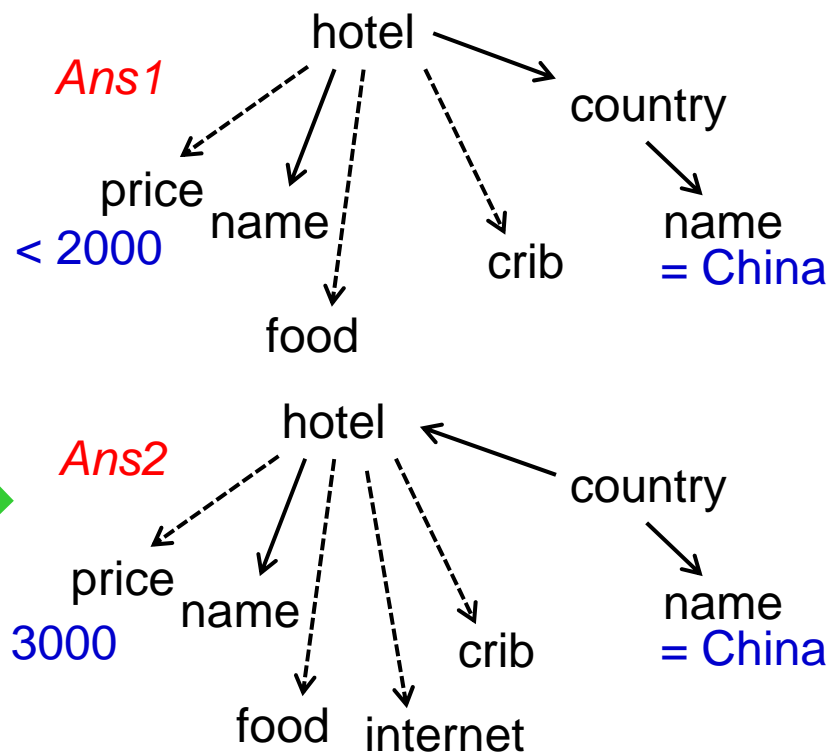 hotel
Ans1
country
price
name
name
< 2000
crib
= China
food
hotel
Ans2
country
price
name
name
3000
crib
= China
food
internet